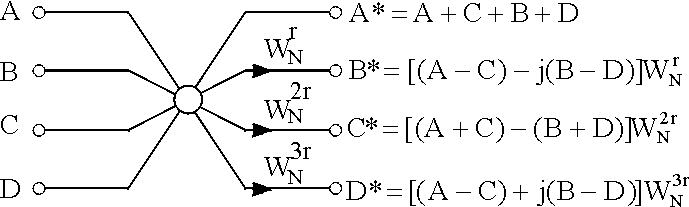 A A* = A + C + B + D
W_N^r
B B* = [(A − C) − j(B − D)]W_N^r
W_N^2r
C C* = [(A + C) − (B + D)]W_N^2r
W_N^3r
D D* = [(A − C) + j(B − D)]W_N^3r